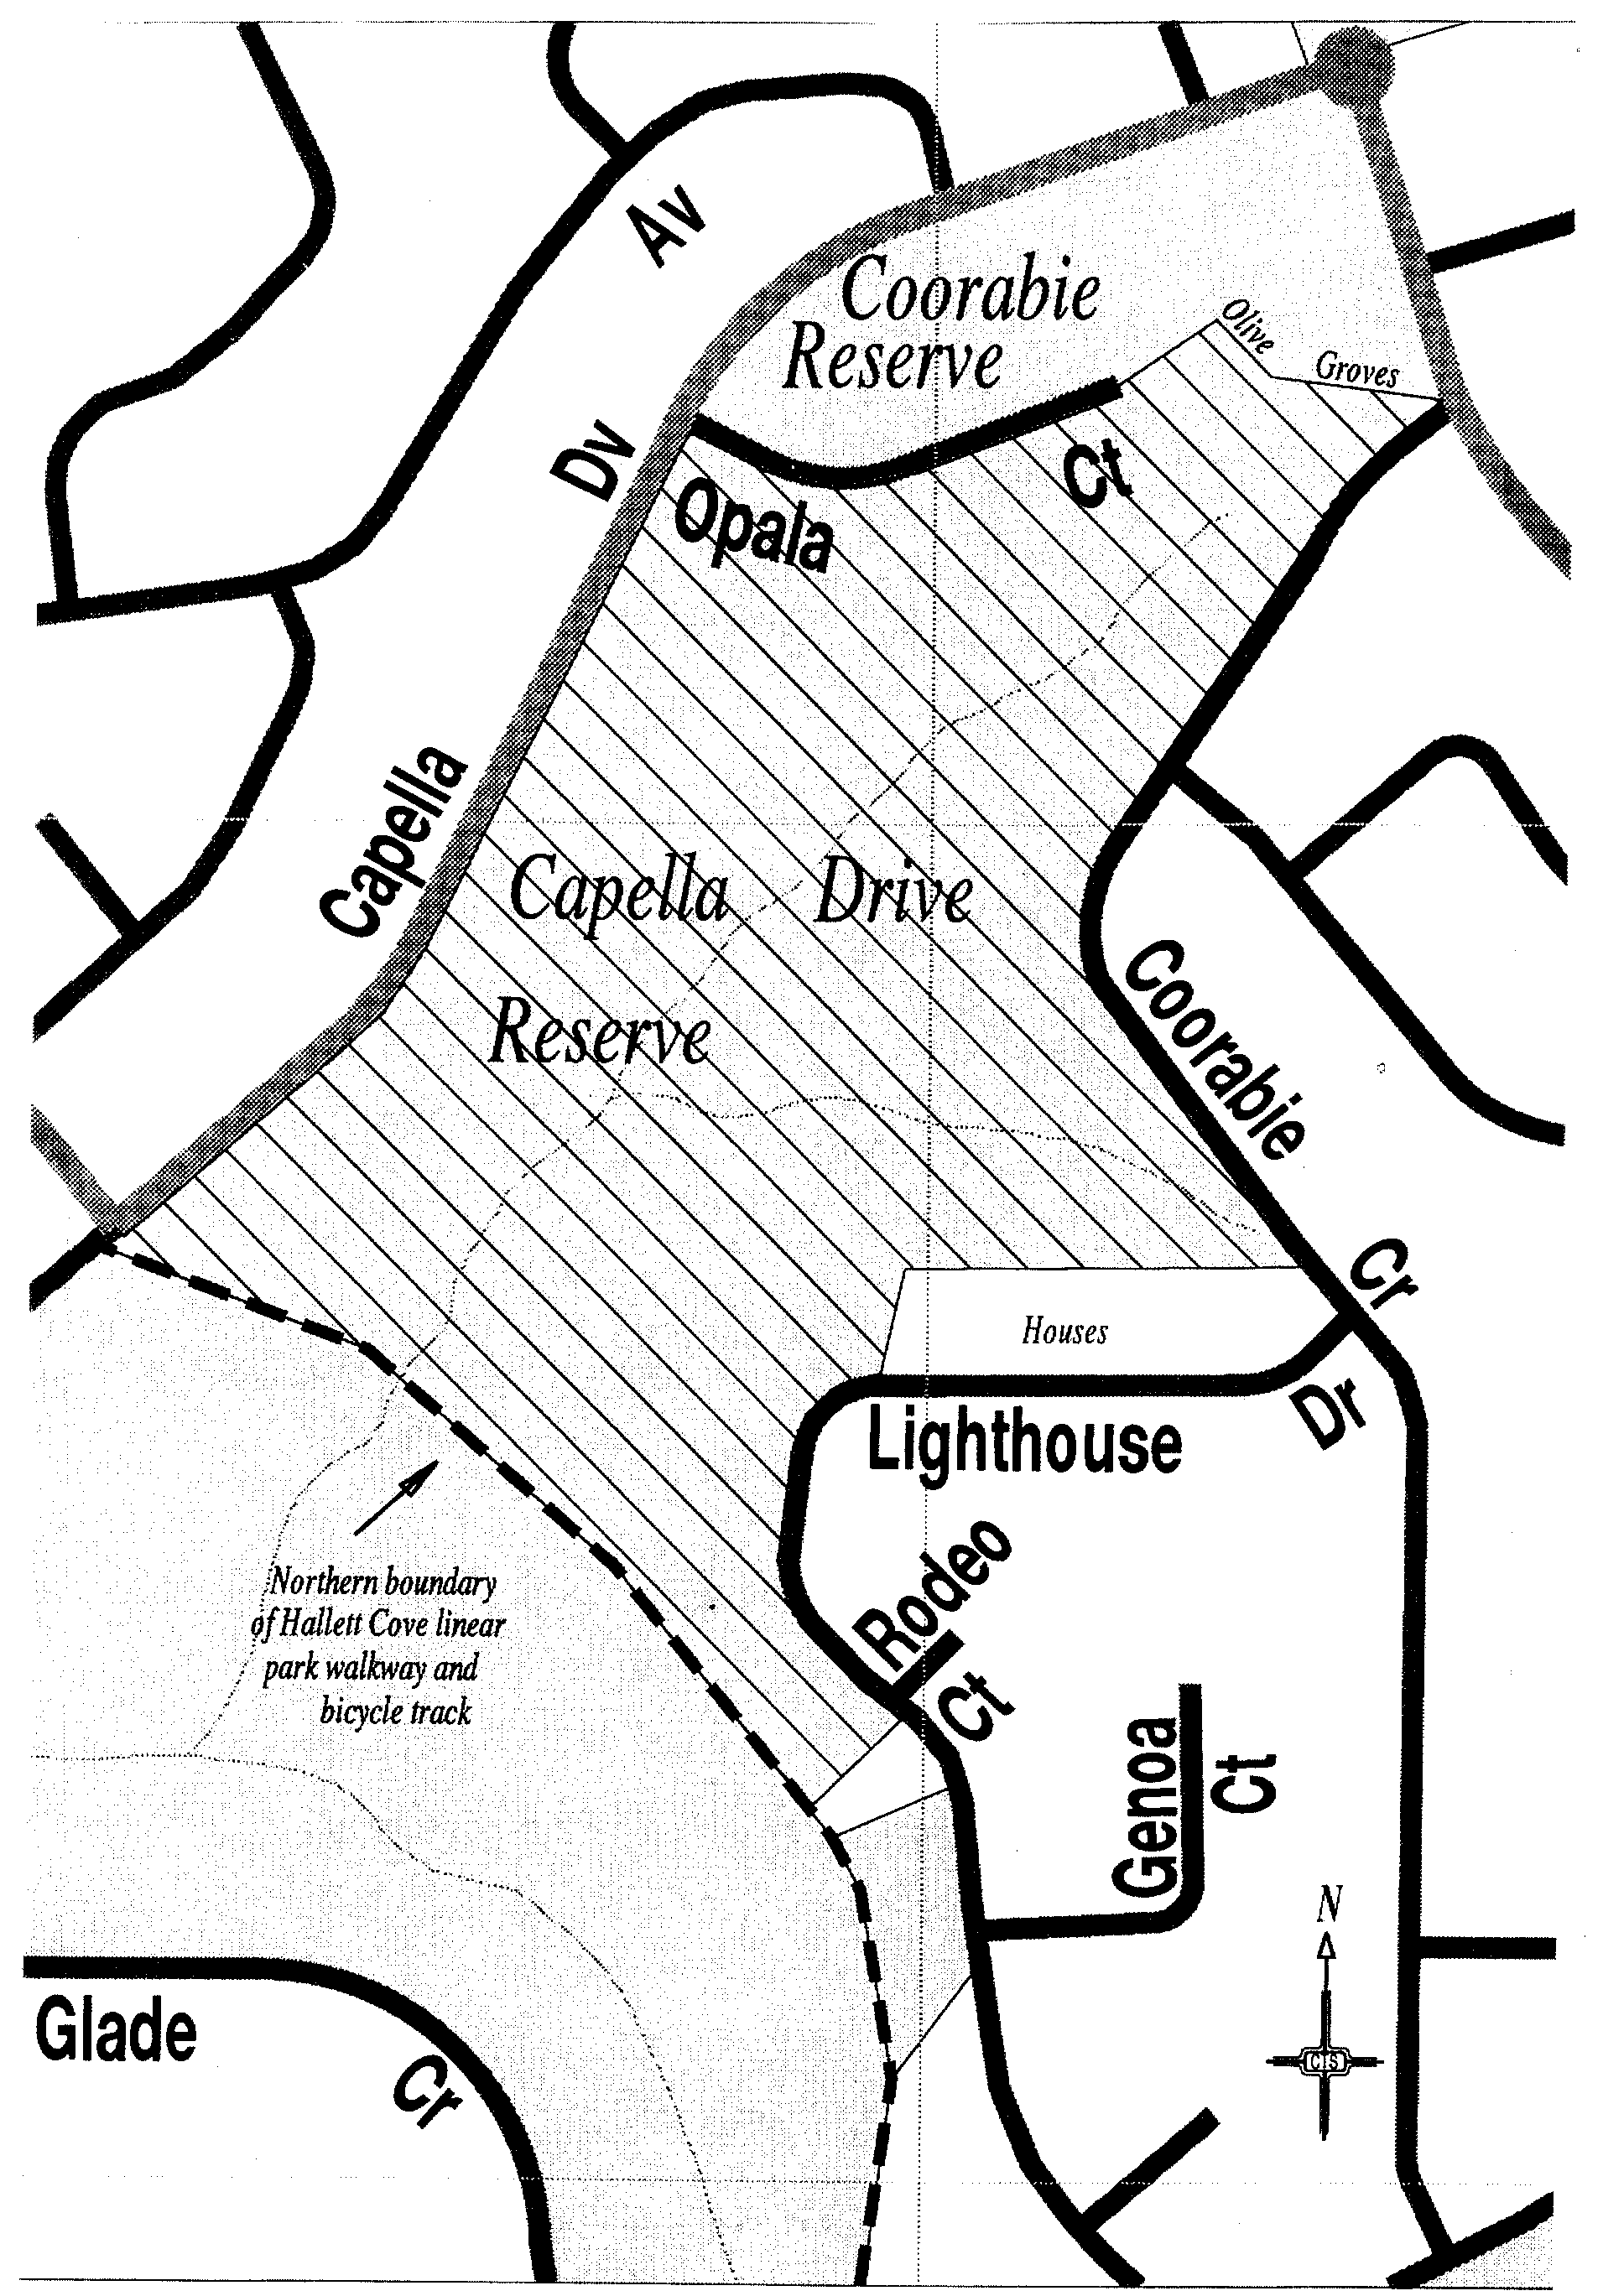 Av
Coorabie
Reserve
Olive
Groves
Dv
Opala
Ct
Capella
Capella Drive
Reserve
Coorabie
Cr
Houses
Dr
Lighthouse
Rodeo
Ct
Northern boundary
of Hallett Cove linear
park walkway and
bicycle track
Genoa
Ct
N
CTS
Glade
Cr